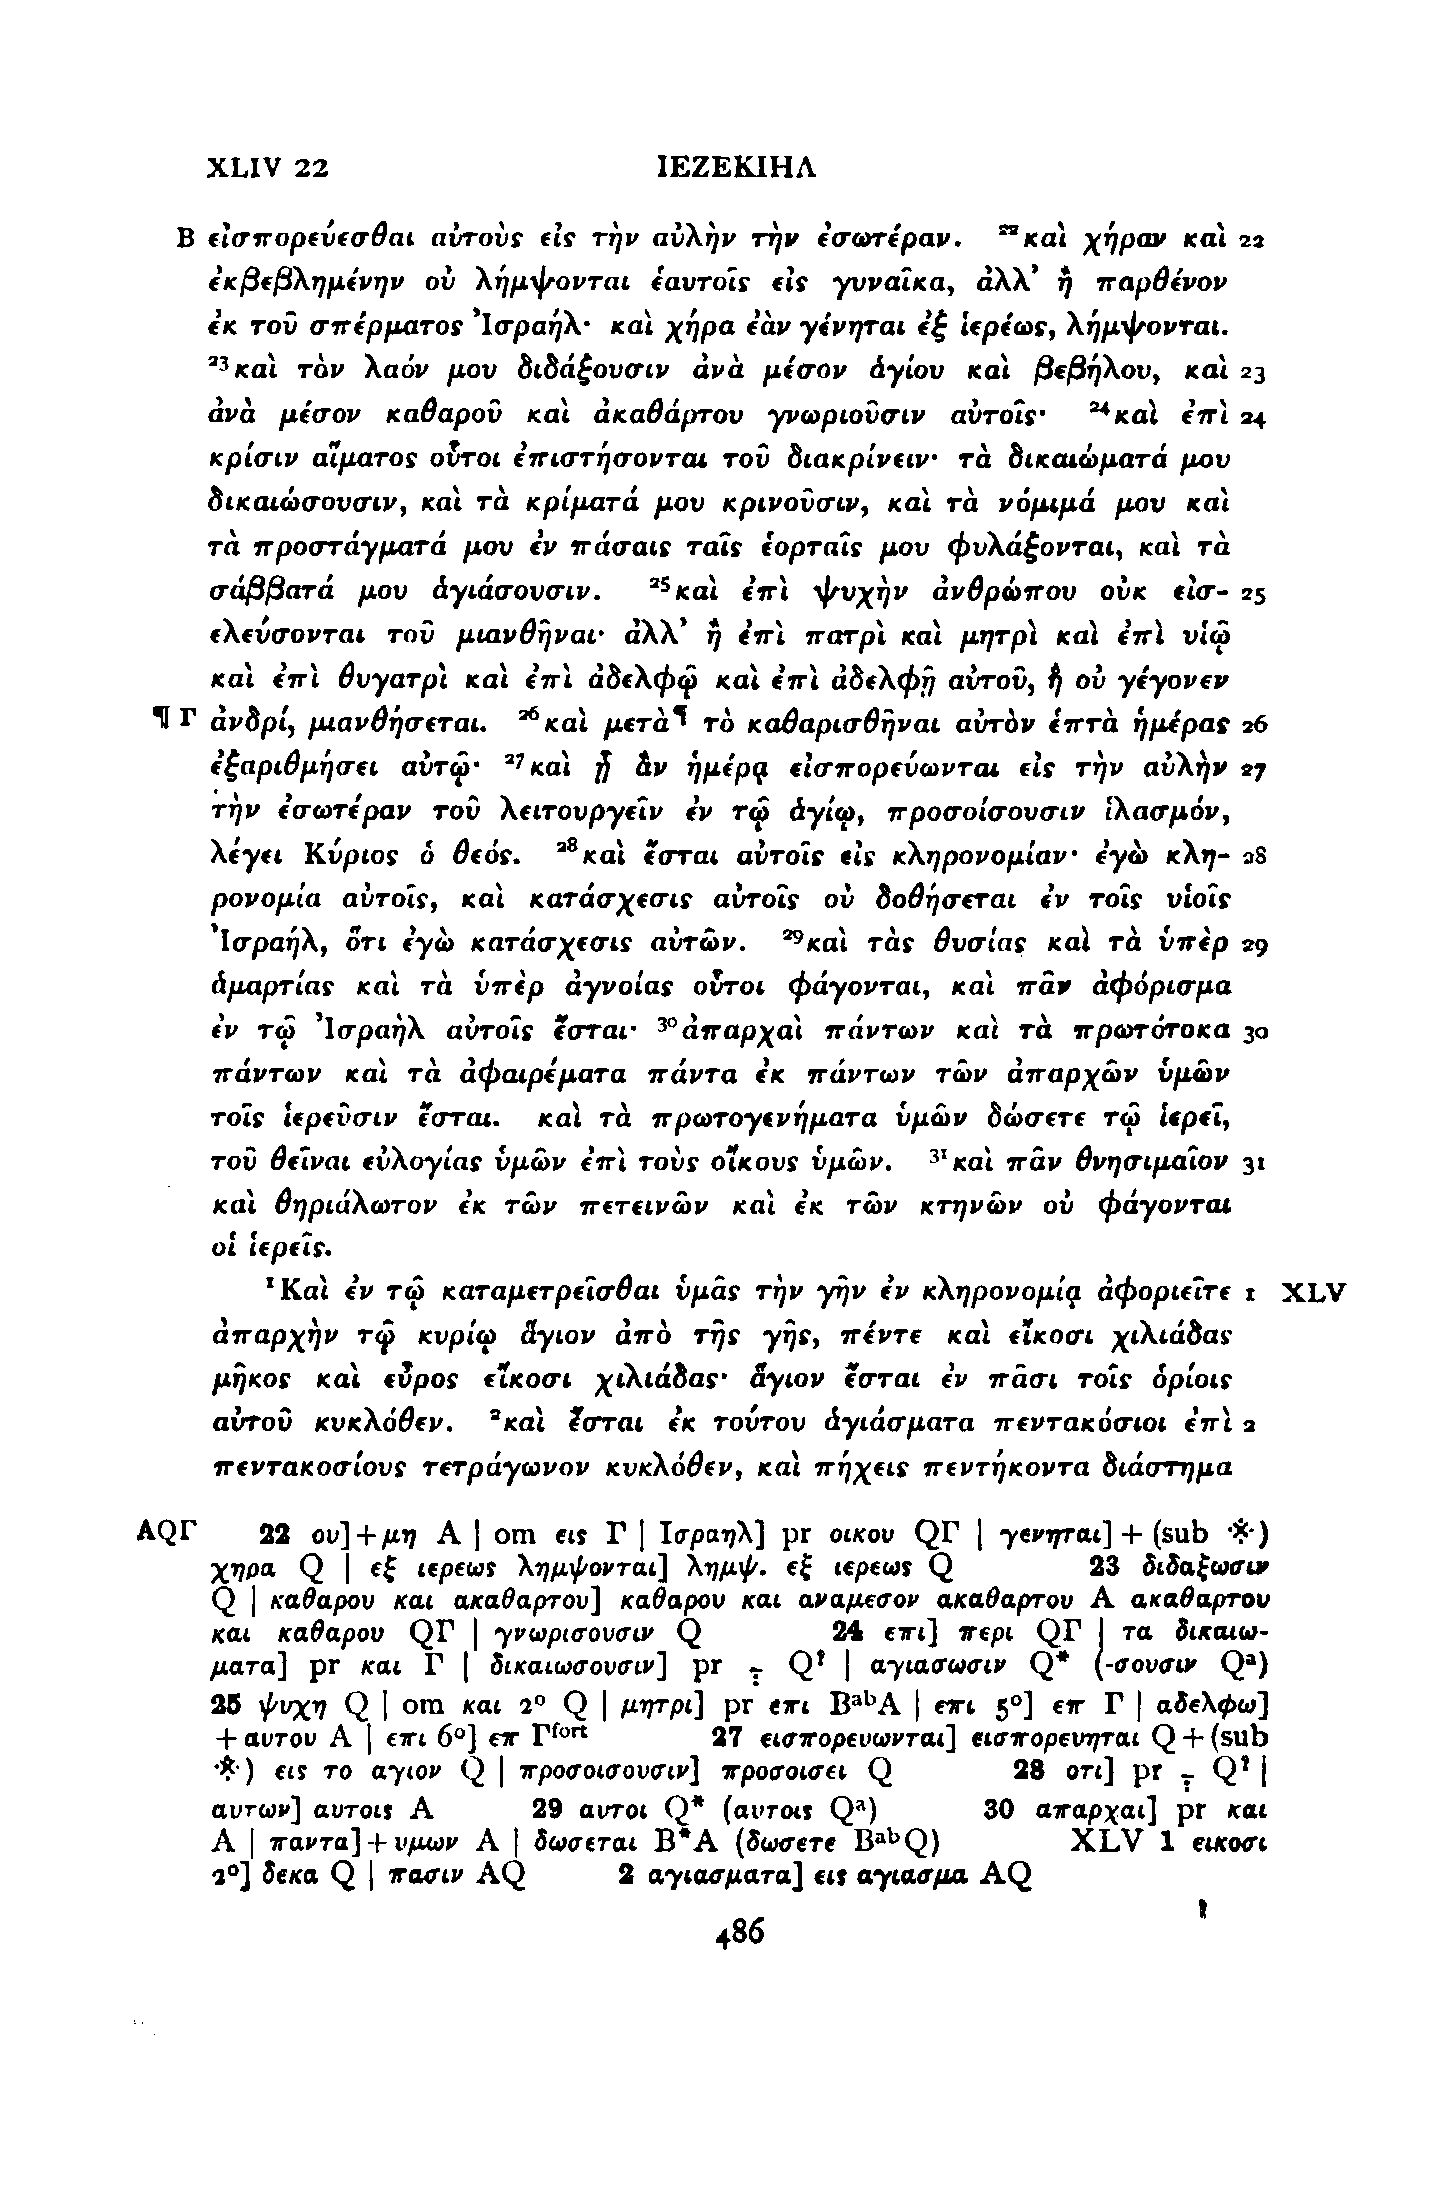 XLIV 22 ΙΕΖΕΚΙΗΛ
B εἰσπορεύεσθαι αὐτοὺς εἰς τὴν αὐλὴν τὴν ἐσωτέραν. ²²καὶ χήραν καὶ 22
ἐκβεβλημένην οὐ λήμψονται ἑαυτοῖς εἰς γυναῖκα, ἀλλ’ ἢ παρθένον
ἐκ τοῦ σπέρματος Ἰσραήλ· καὶ χήρα ἐὰν γένηται ἐξ ἱερέως, λήμψονται.
²³καὶ τὸν λαόν μου διδάξουσιν ἀνὰ μέσον ἁγίου καὶ βεβήλου, καὶ 23
ἀνὰ μέσον καθαροῦ καὶ ἀκαθάρτου γνωριοῦσιν αὐτοῖς· ²⁴καὶ ἐπὶ 24
κρίσιν αἵματος οὗτοι ἐπιστήσονται τοῦ διακρίνειν· τὰ δικαιώματά μου
δικαιώσουσιν, καὶ τὰ κρίματά μου κρινοῦσιν, καὶ τὰ νόμιμά μου καὶ
τὰ προστάγματά μου ἐν πάσαις ταῖς ἑορταῖς μου φυλάξονται, καὶ τὰ
σάββατά μου ἁγιάσουσιν. ²⁵καὶ ἐπὶ ψυχὴν ἀνθρώπου οὐκ εἰσ- 25
ελεύσονται τοῦ μιανθῆναι· ἀλλ’ ἢ ἐπὶ πατρὶ καὶ μητρὶ καὶ ἐπὶ υἱῷ
καὶ ἐπὶ θυγατρὶ καὶ ἐπὶ ἀδελφῷ καὶ ἐπὶ ἀδελφῇ αὐτοῦ, ἣ οὐ γέγονεν
¶ Γ ἀνδρί, μιανθήσεται. ²⁶καὶ μετὰ¶ τὸ καθαρισθῆναι αὐτὸν ἑπτὰ ἡμέρας 26
ἐξαριθμήσει αὐτῷ· ²⁷καὶ ᾗ ἂν ἡμέρᾳ εἰσπορεύωνται εἰς τὴν αὐλὴν 27
τὴν ἐσωτέραν τοῦ λειτουργεῖν ἐν τῷ ἁγίῳ, προσοίσουσιν ἱλασμόν,
λέγει Κύριος ὁ θεός. ²⁸καὶ ἔσται αὐτοῖς εἰς κληρονομίαν· ἐγὼ κλη- 28
ρονομία αὐτοῖς, καὶ κατάσχεσις αὐτοῖς οὐ δοθήσεται ἐν τοῖς υἱοῖς
Ἰσραήλ, ὅτι ἐγὼ κατάσχεσις αὐτῶν. ²⁹καὶ τὰς θυσίας καὶ τὰ ὑπὲρ 29
ἁμαρτίας καὶ τὰ ὑπὲρ ἀγνοίας οὗτοι φάγονται, καὶ πᾶν ἀφόρισμα
ἐν τῷ Ἰσραὴλ αὐτοῖς ἔσται· ³⁰ἀπαρχαὶ πάντων καὶ τὰ πρωτότοκα 30
πάντων καὶ τὰ ἀφαιρέματα πάντα ἐκ πάντων τῶν ἀπαρχῶν ὑμῶν
τοῖς ἱερεῦσιν ἔσται. καὶ τὰ πρωτογενήματα ὑμῶν δώσετε τῷ ἱερεῖ,
τοῦ θεῖναι εὐλογίας ὑμῶν ἐπὶ τοὺς οἴκους ὑμῶν. ³¹καὶ πᾶν θνησιμαῖον 31
καὶ θηριάλωτον ἐκ τῶν πετεινῶν καὶ ἐκ τῶν κτηνῶν οὐ φάγονται
οἱ ἱερεῖς.
¹Καὶ ἐν τῷ καταμετρεῖσθαι ὑμᾶς τὴν γῆν ἐν κληρονομίᾳ ἀφοριεῖτε 1 XLV
ἀπαρχὴν τῷ κυρίῳ ἅγιον ἀπὸ τῆς γῆς, πέντε καὶ εἴκοσι χιλιάδας
μῆκος καὶ εὖρος εἴκοσι χιλιάδας· ἅγιον ἔσται ἐν πᾶσι τοῖς ὁρίοις
αὐτοῦ κυκλόθεν. ²καὶ ἔσται ἐκ τούτου ἁγιάσματα πεντακόσιοι ἐπὶ 2
πεντακοσίους τετράγωνον κυκλόθεν, καὶ πήχεις πεντήκοντα διάστημα
AQΓ 22 ου]+μη A | om εις Γ | Ισραηλ] pr οικου QΓ | γενηται]+(sub ※)
χηρα Q | εξ ιερεως λημψονται] λημψ. εξ ιερεως Q 23 διδαξωσιν
Q | καθαρου και ακαθαρτου] καθαρου και αναμεσον ακαθαρτου A ακαθαρτου
και καθαρου QΓ | γνωρισουσιν Q 24 επι] περι QΓ | τα δικαιω-
ματα] pr και Γ | δικαιωσουσιν] pr ⁒ Qᶦ | αγιασωσιν Q* (-σουσιν Qᵃ)
25 ψυχη Q | om και 2° Q | μητρι] pr επι BᵃᵇA | επι 5°] επ Γ | αδελφω]
+αυτου A | επι 6°] επ Γᶠᵒʳᵗ 27 εισπορευωνται] εισπορευηται Q+(sub
※) εις το αγιον Q | προσοισουσιν] προσοισει Q 28 οτι] pr ⁒ Qᶦ |
αυτων] αυτοις A 29 αυτοι Q* (αυτοις Qᵃ) 30 απαρχαι] pr και
A | παντα]+υμων A | δωσεται B*A (δωσετε BᵃᵇQ) XLV 1 εικοσι
2°] δεκα Q | πασιν AQ 2 αγιασματα] εις αγιασμα AQ
486